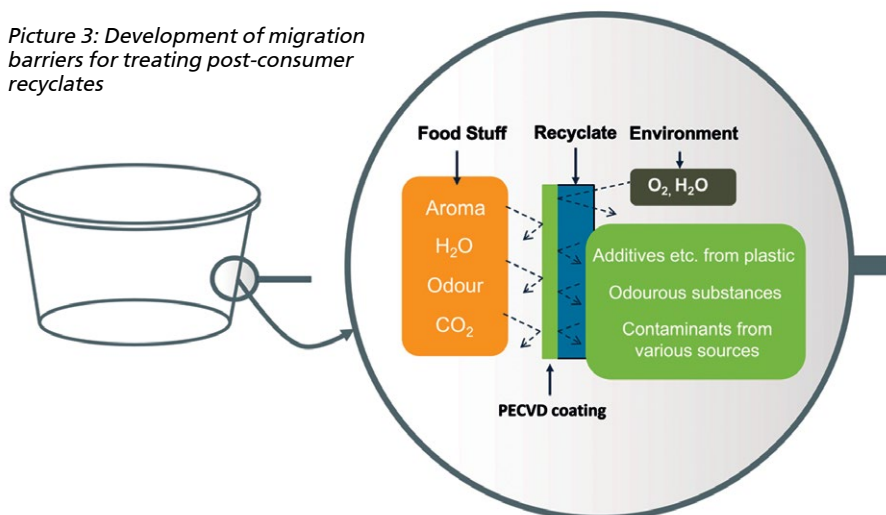 Picture 3: Development of migration
barriers for treating post-consumer
recyclates
Food Stuff
Recyclate
Environment
Aroma
H₂O
Odour
CO₂
O₂, H₂O
Additives etc. from plastic
Odourous substances
Contaminants from
various sources
PECVD coating